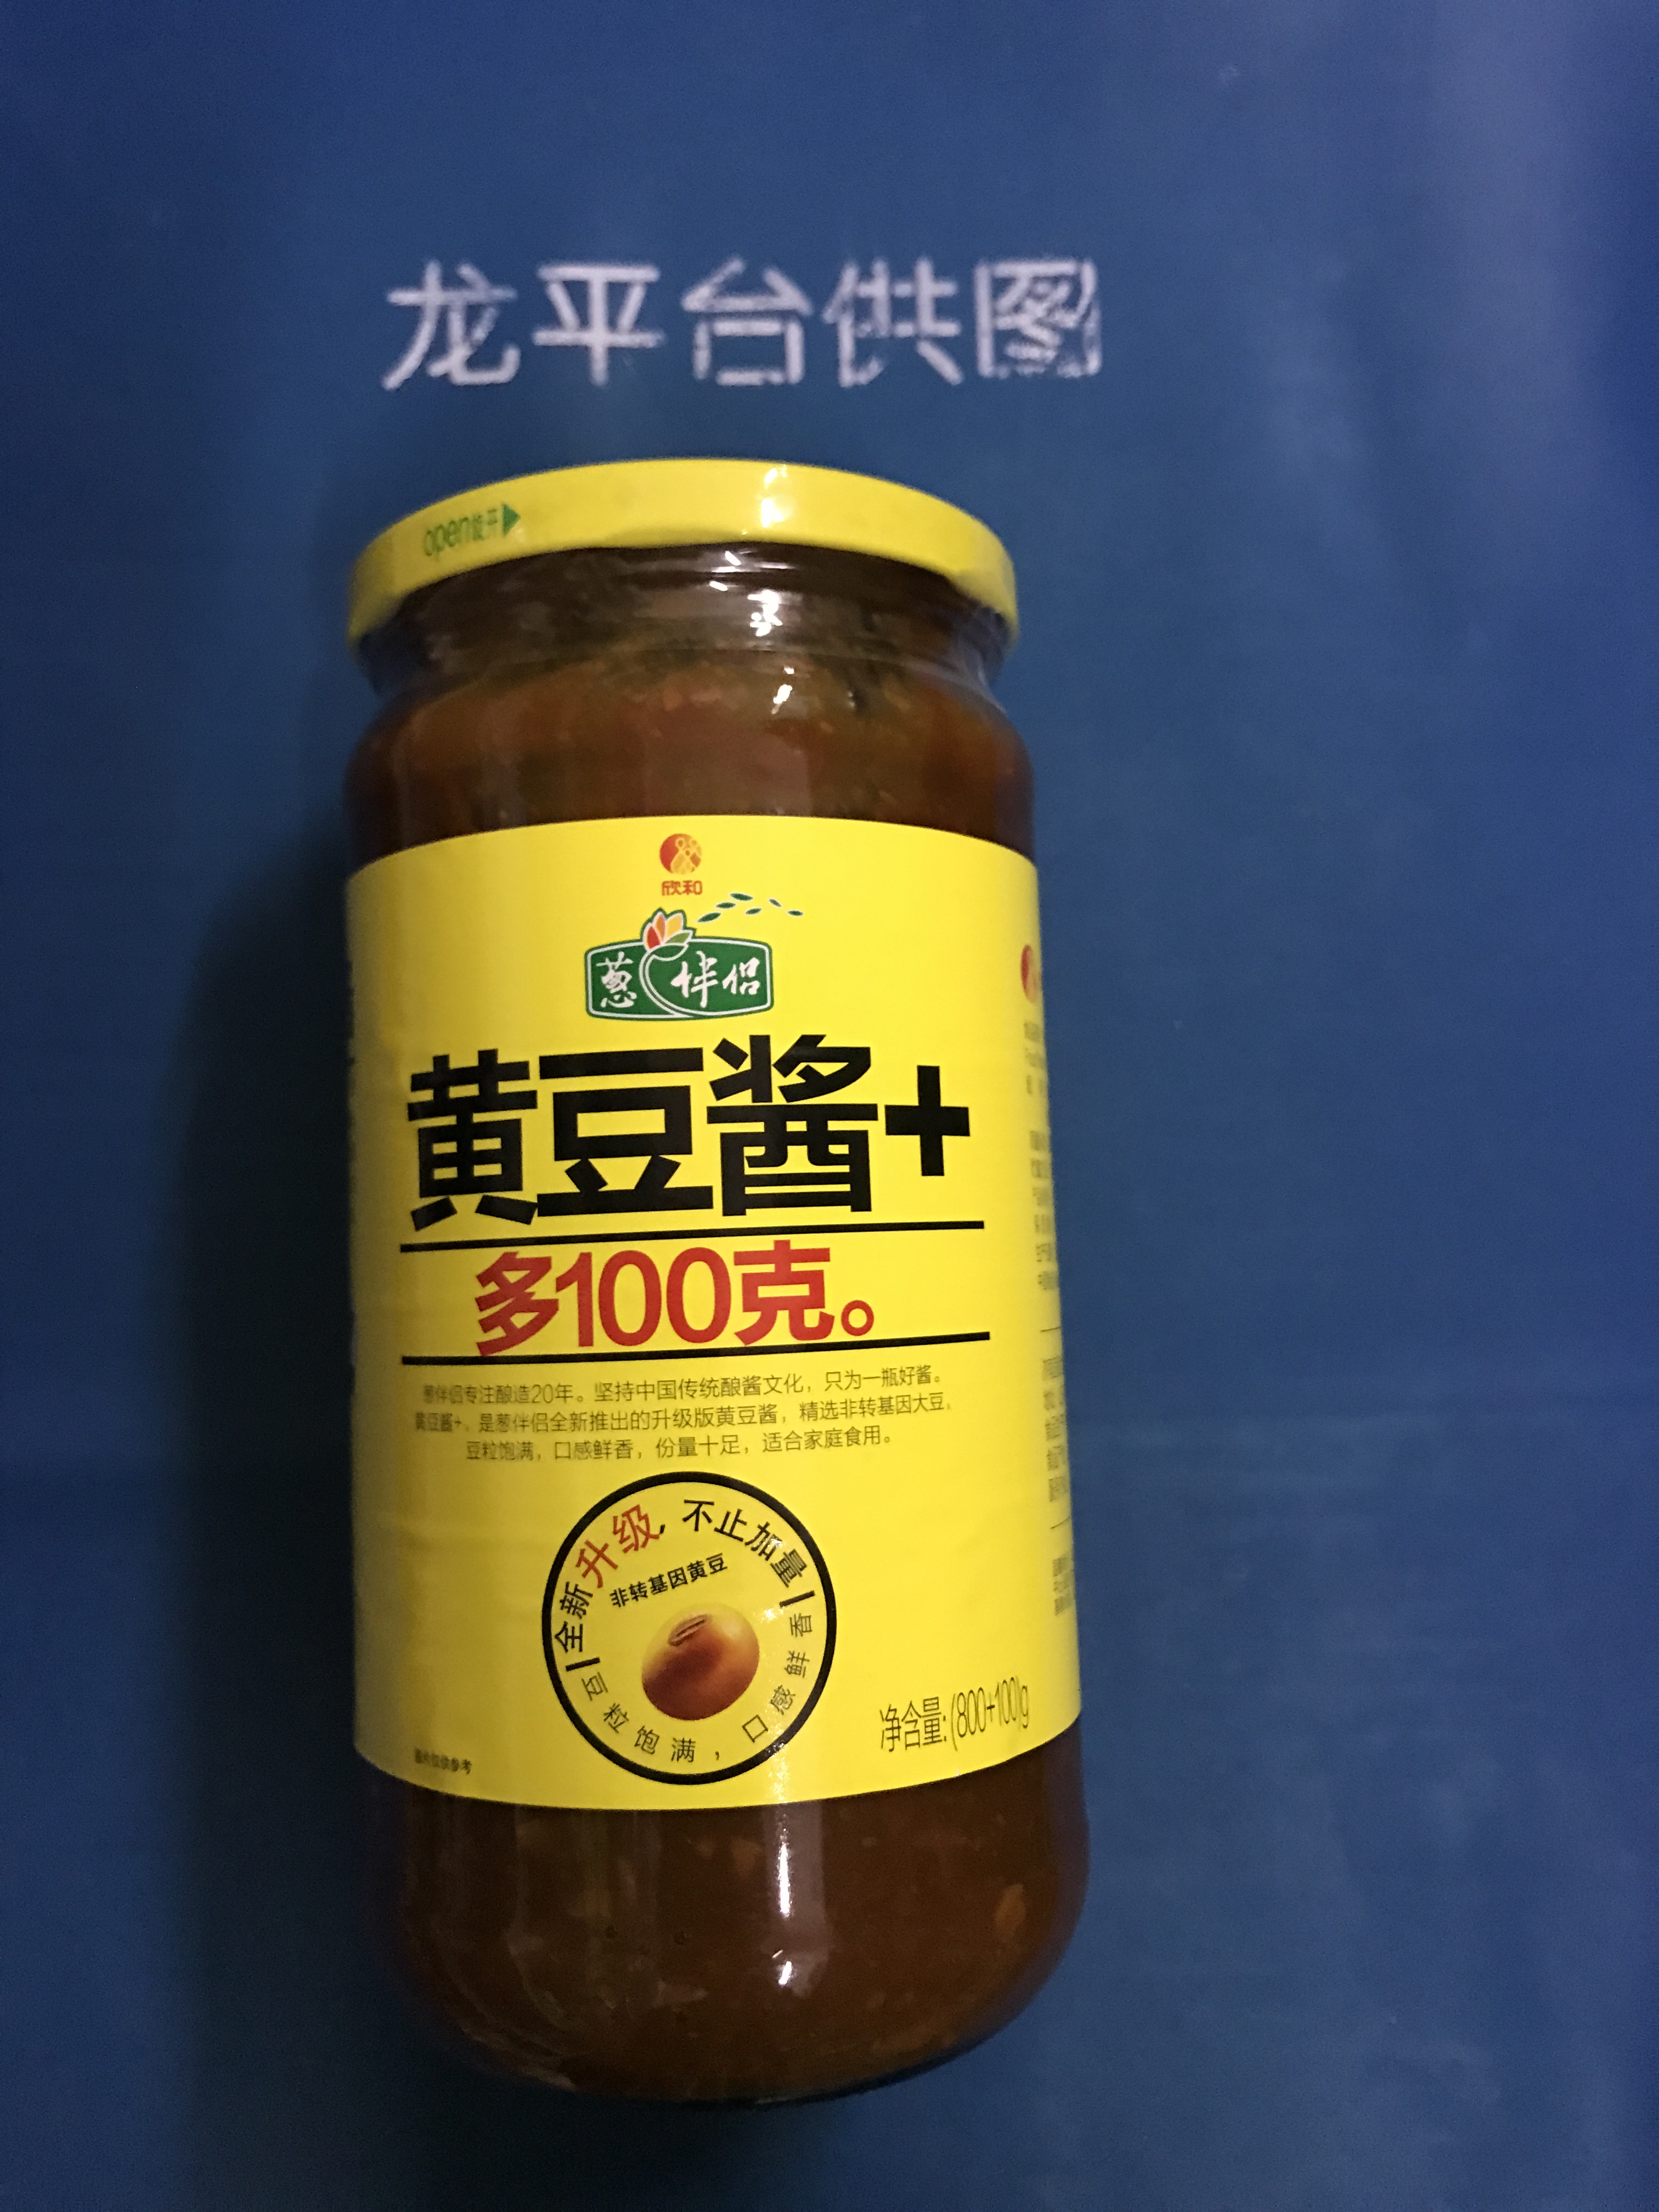 龙平台供图
open旋开
欣和
葱伴侣
黄豆酱+
多100克。
葱伴侣专注酿造20年。坚持中国传统酿酱文化，只为一瓶好酱。
黄豆酱+，是葱伴侣全新推出的升级版黄豆酱，精选非转基因大豆，
豆粒饱满，口感鲜香，份量十足，适合家庭食用。
全新升级，不止加量
非转基因黄豆
豆粒饱满，口感鲜香
净含量:(800+100)g
图片仅供参考